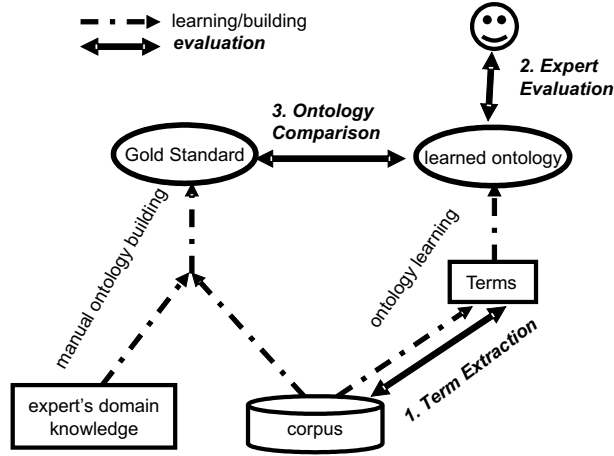 learning/building
evaluation
2. Expert
Evaluation
3. Ontology
Comparison
Gold Standard
learned ontology
manual ontology building
ontology learning
Terms
1. Term Extraction
expert's domain
knowledge
corpus